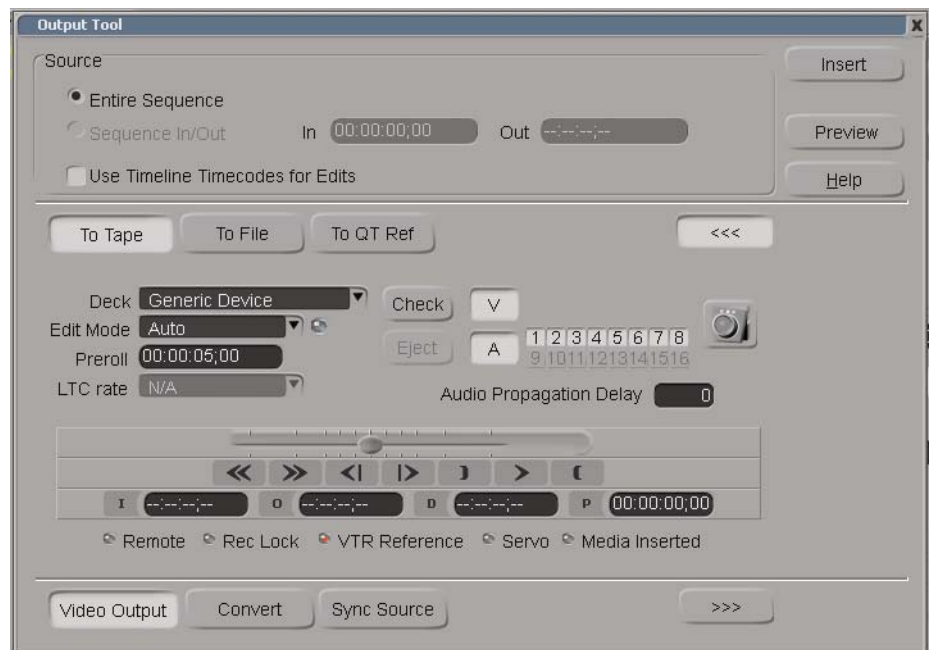 Output Tool
X
Source
Insert
Entire Sequence
Sequence In/Out In 00:00:00;00 Out --:--:--;--
Preview
Use Timeline Timecodes for Edits
Help
To Tape To File To QT Ref <<<
Deck Generic Device Check V
Edit Mode Auto
Eject A 1 2 3 4 5 6 7 8
Preroll 00:00:05;00 9 10 11 12 13 14 15 16
LTC rate N/A Audio Propagation Delay 0
I --:--:--;-- O --:--:--;-- D --:--:--;-- P 00:00:00;00
Remote Rec Lock VTR Reference Servo Media Inserted
Video Output Convert Sync Source >>>